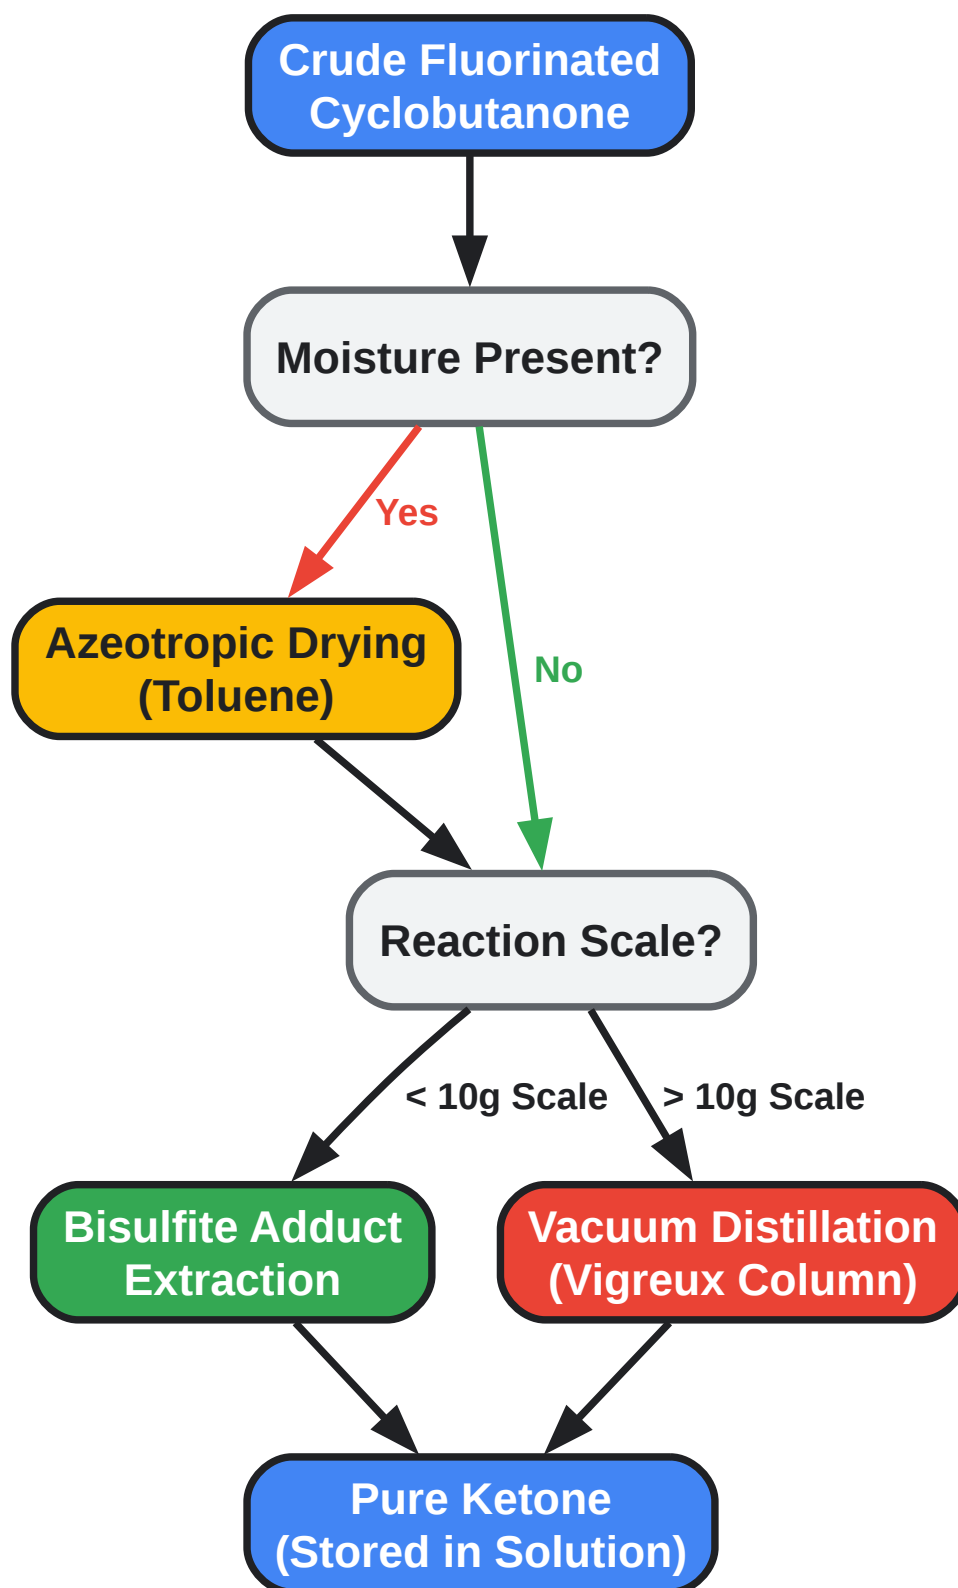 Crude Fluorinated
Cyclobutanone
Moisture Present?
Yes
Azeotropic Drying
(Toluene)
No
Reaction Scale?
< 10g Scale
> 10g Scale
Bisulfite Adduct
Extraction
Vacuum Distillation
(Vigreux Column)
Pure Ketone
(Stored in Solution)